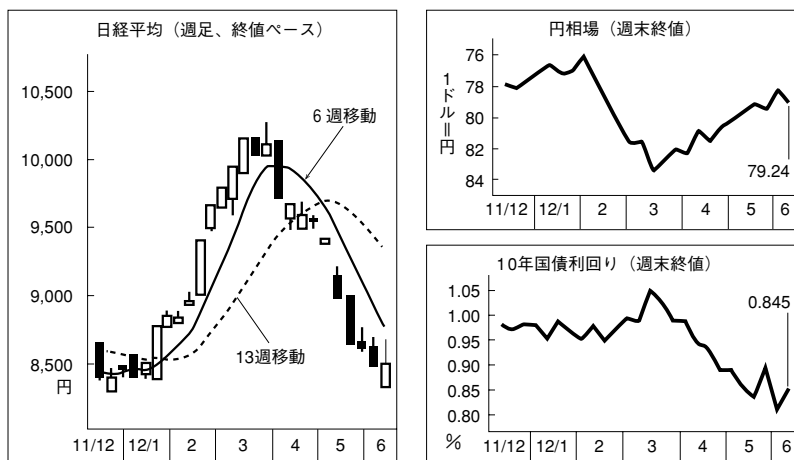 日経平均（週足、終値ペース）
10,500
10,000
9,500
9,000
8,500
円
6週移動
13週移動
11/12 12/1 2 3 4 5 6
円相場（週末終値）
1ドル＝円
76
78
80
82
84
79.24
11/12 12/1 2 3 4 5 6
10年国債利回り（週末終値）
1.05
1.00
0.95
0.90
0.85
0.80
%
0.845
11/12 12/1 2 3 4 5 6